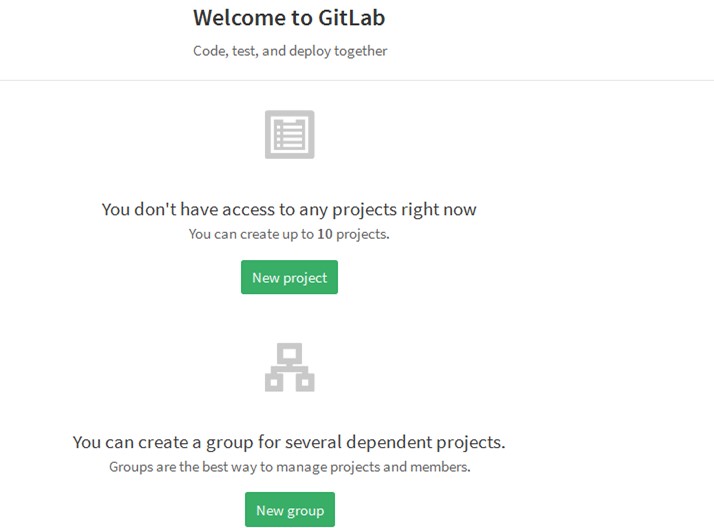 Welcome to GitLab
Code, test, and deploy together
You don't have access to any projects right now
You can create up to 10 projects.
New project
You can create a group for several dependent projects.
Groups are the best way to manage projects and members.
New group